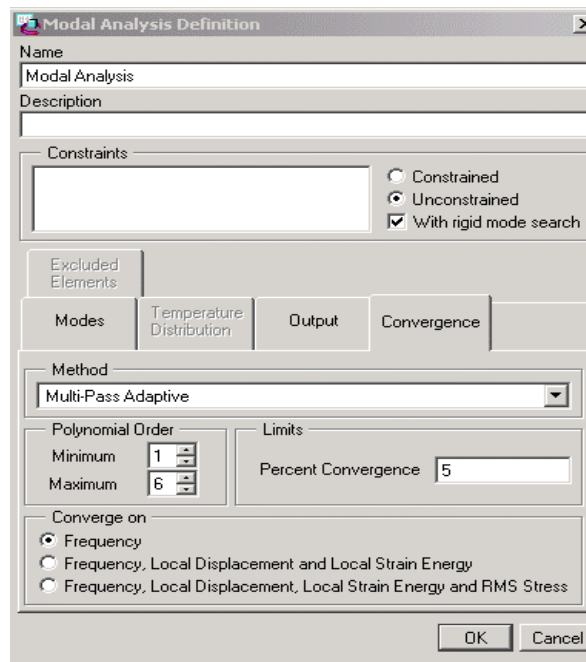 Modal Analysis Definition
Name
Modal Analysis
Description
Constraints
Constrained
Unconstrained
With rigid mode search
Excluded
Elements
Modes
Temperature
Distribution
Output
Convergence
Method
Multi-Pass Adaptive
Polynomial Order
Minimum 1
Maximum 6
Limits
Percent Convergence 5
Converge on
Frequency
Frequency, Local Displacement and Local Strain Energy
Frequency, Local Displacement, Local Strain Energy and RMS Stress
OK Cancel